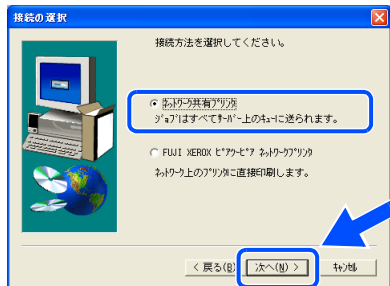 接続の選択
接続方法を選択してください。
ﾈｯﾄﾜｰｸ共有ﾌﾟﾘﾝﾀ
ｼﾞｮﾌﾞはすべてｻｰﾊﾞｰ上のｷｭｰに送られます。
FUJI XEROX ﾋﾟｱﾂｰﾋﾟｱ ﾈｯﾄﾜｰｸﾌﾟﾘﾝﾀ
ﾈｯﾄﾜｰｸ上のﾌﾟﾘﾝﾀに直接印刷します。
< 戻る(B) 次へ(N) > ｷｬﾝｾﾙ